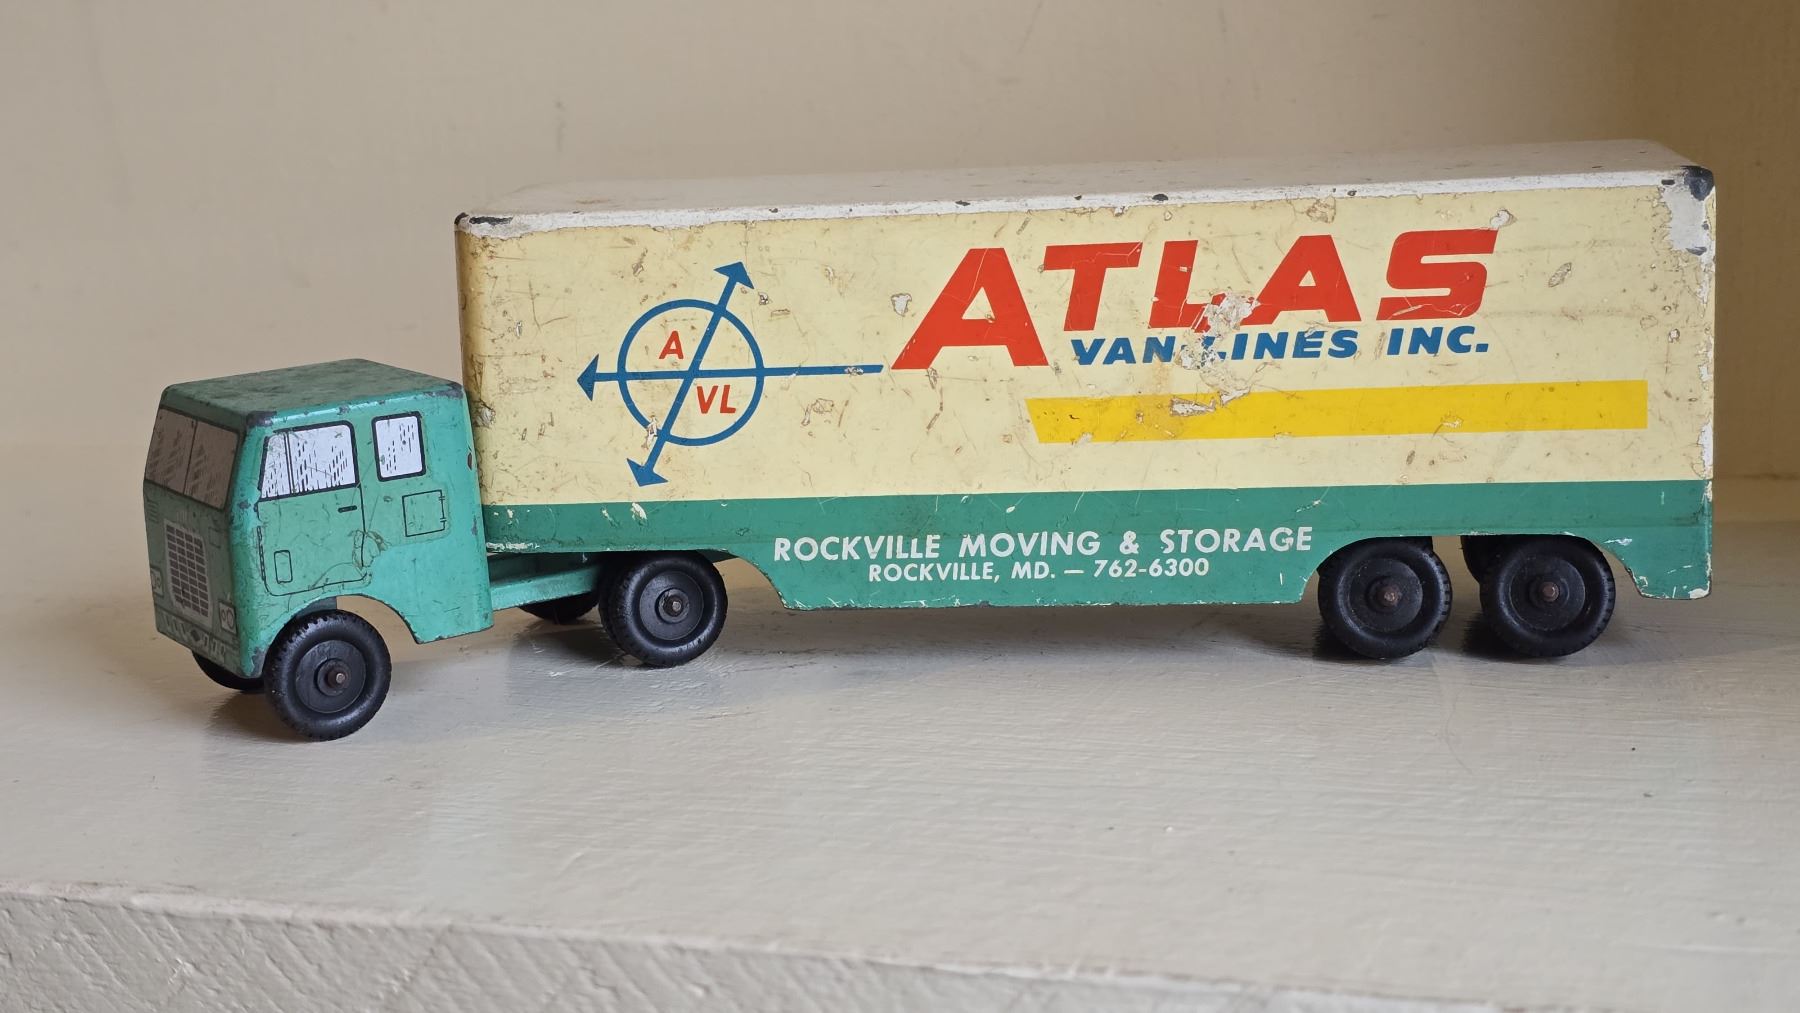 A
VL
ATLAS
VAN LINES INC.
ROCKVILLE MOVING & STORAGE
ROCKVILLE, MD. — 762-6300